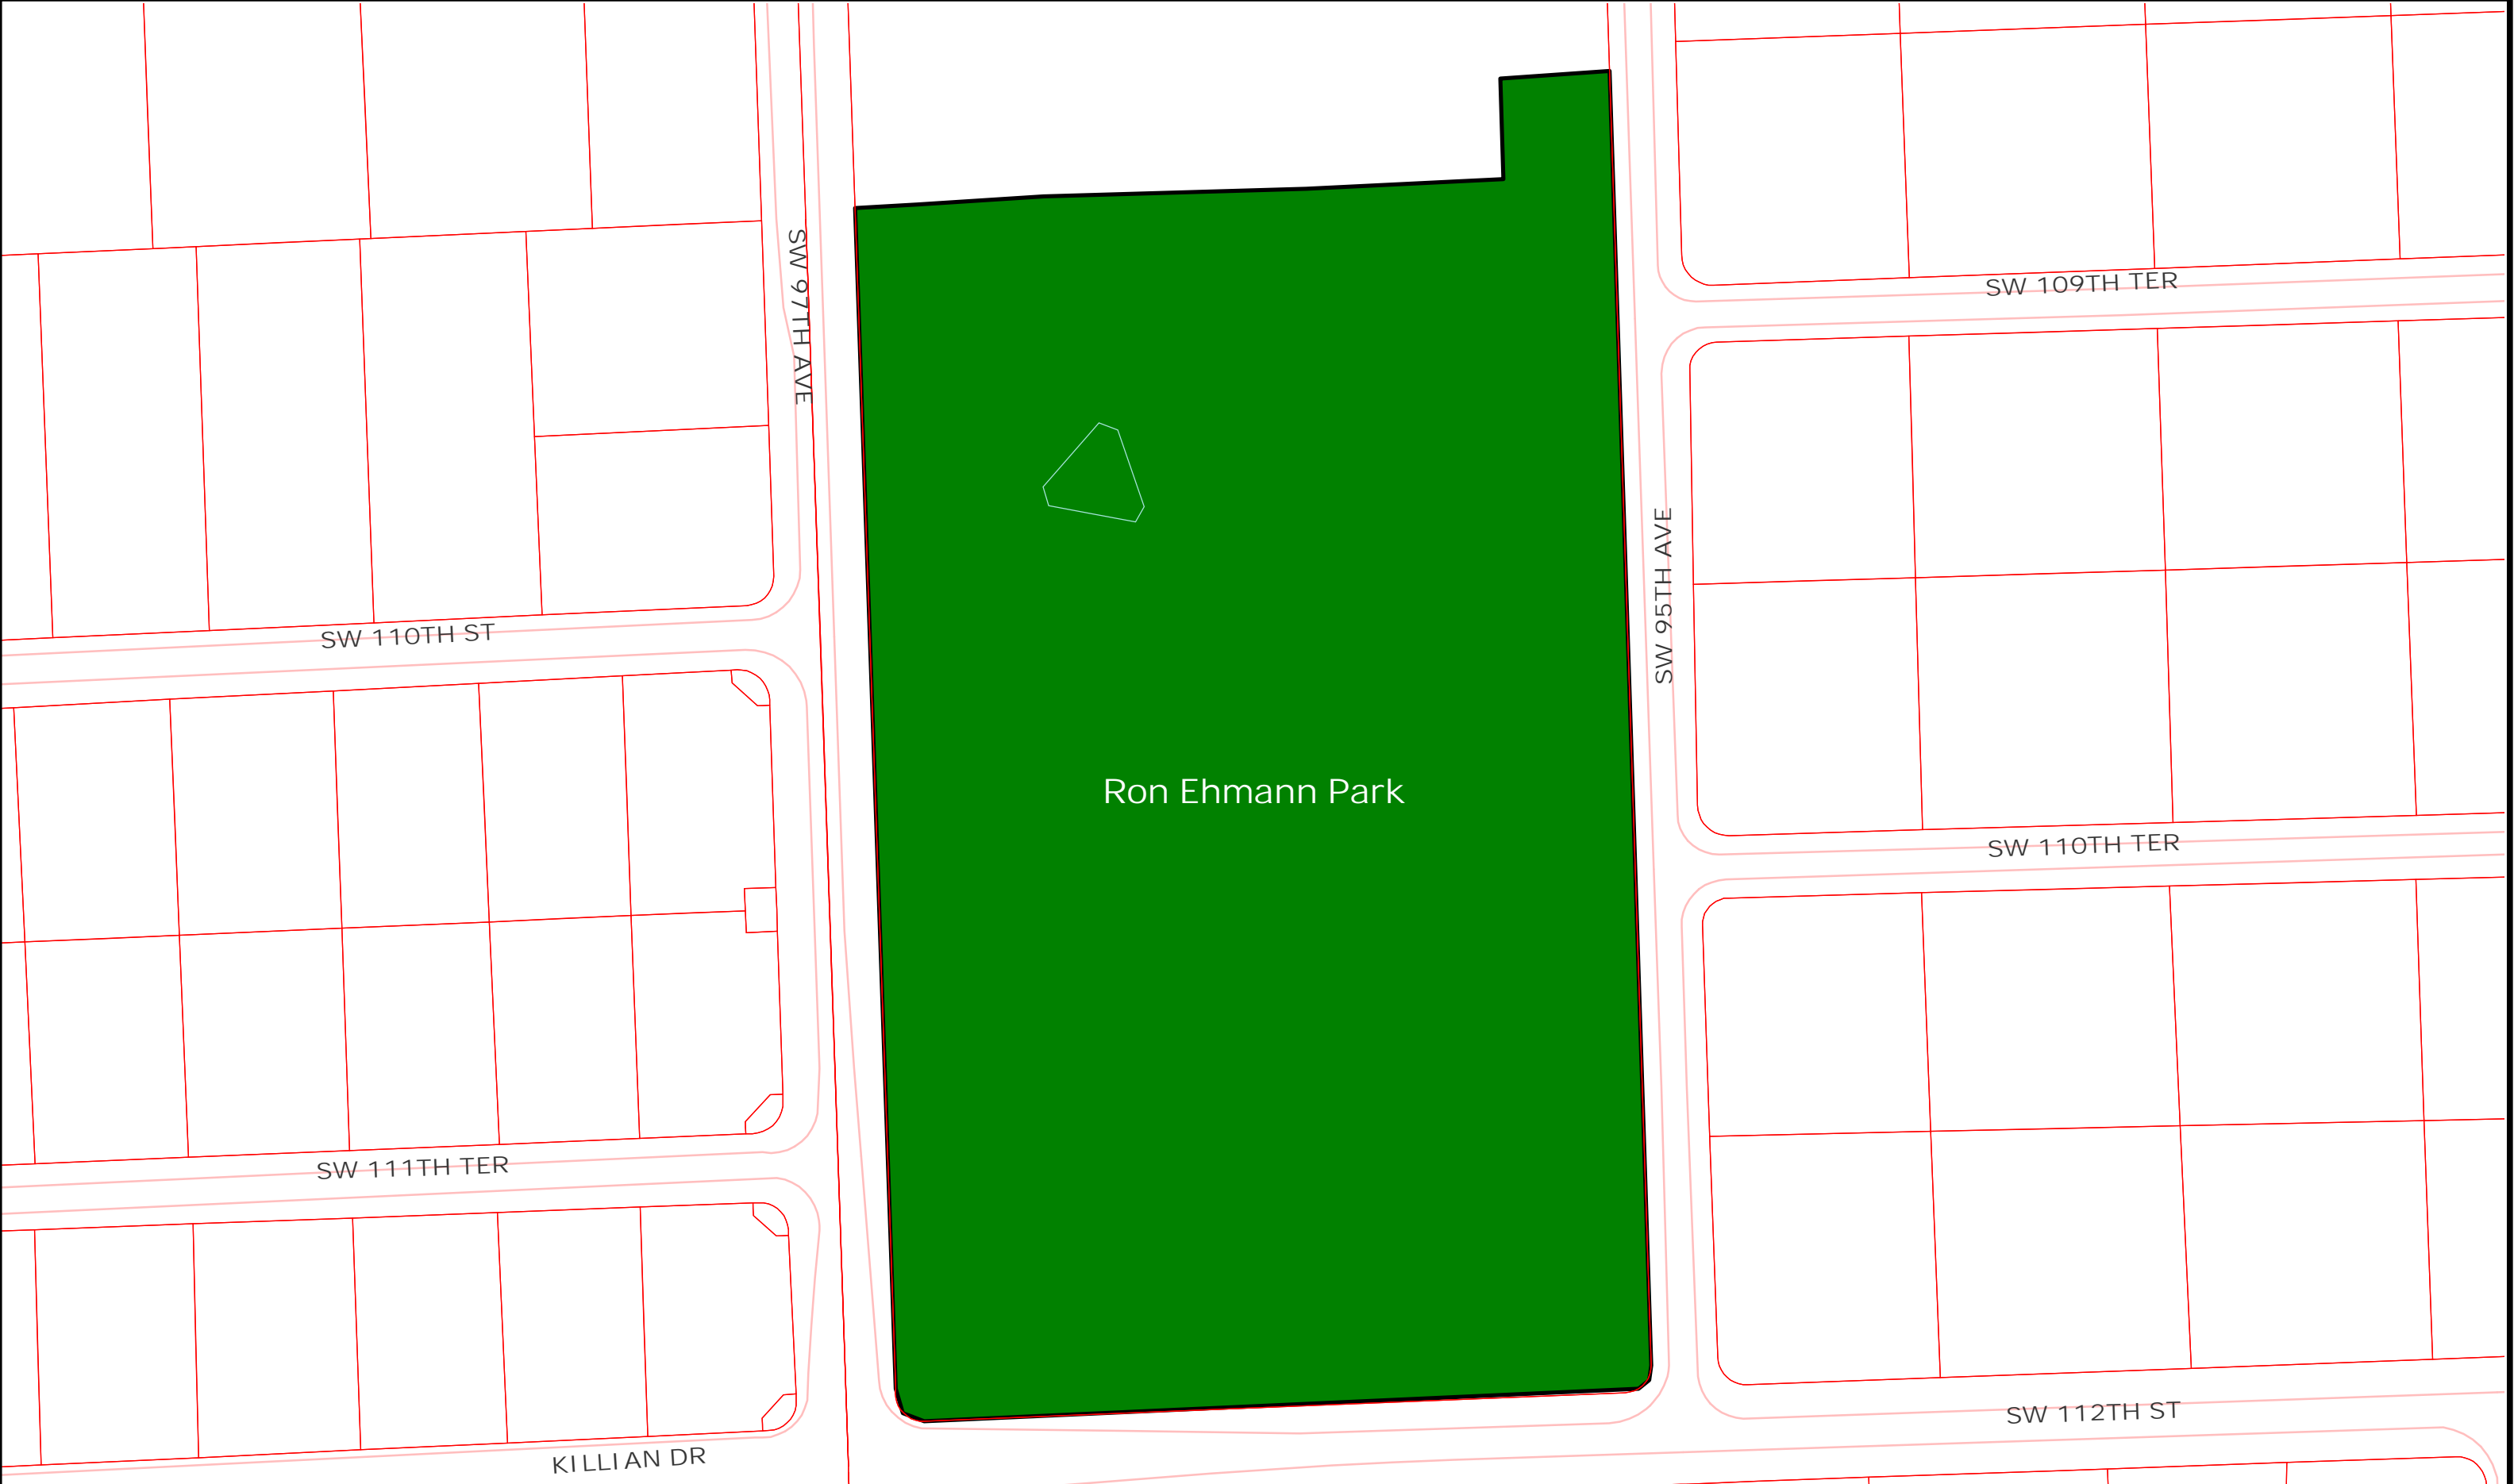 SW 97TH AVE
SW 109TH TER
SW 95TH AVE
SW 110TH ST
Ron Ehmann Park
SW 110TH TER
SW 111TH TER
SW 112TH ST
KILLIAN DR